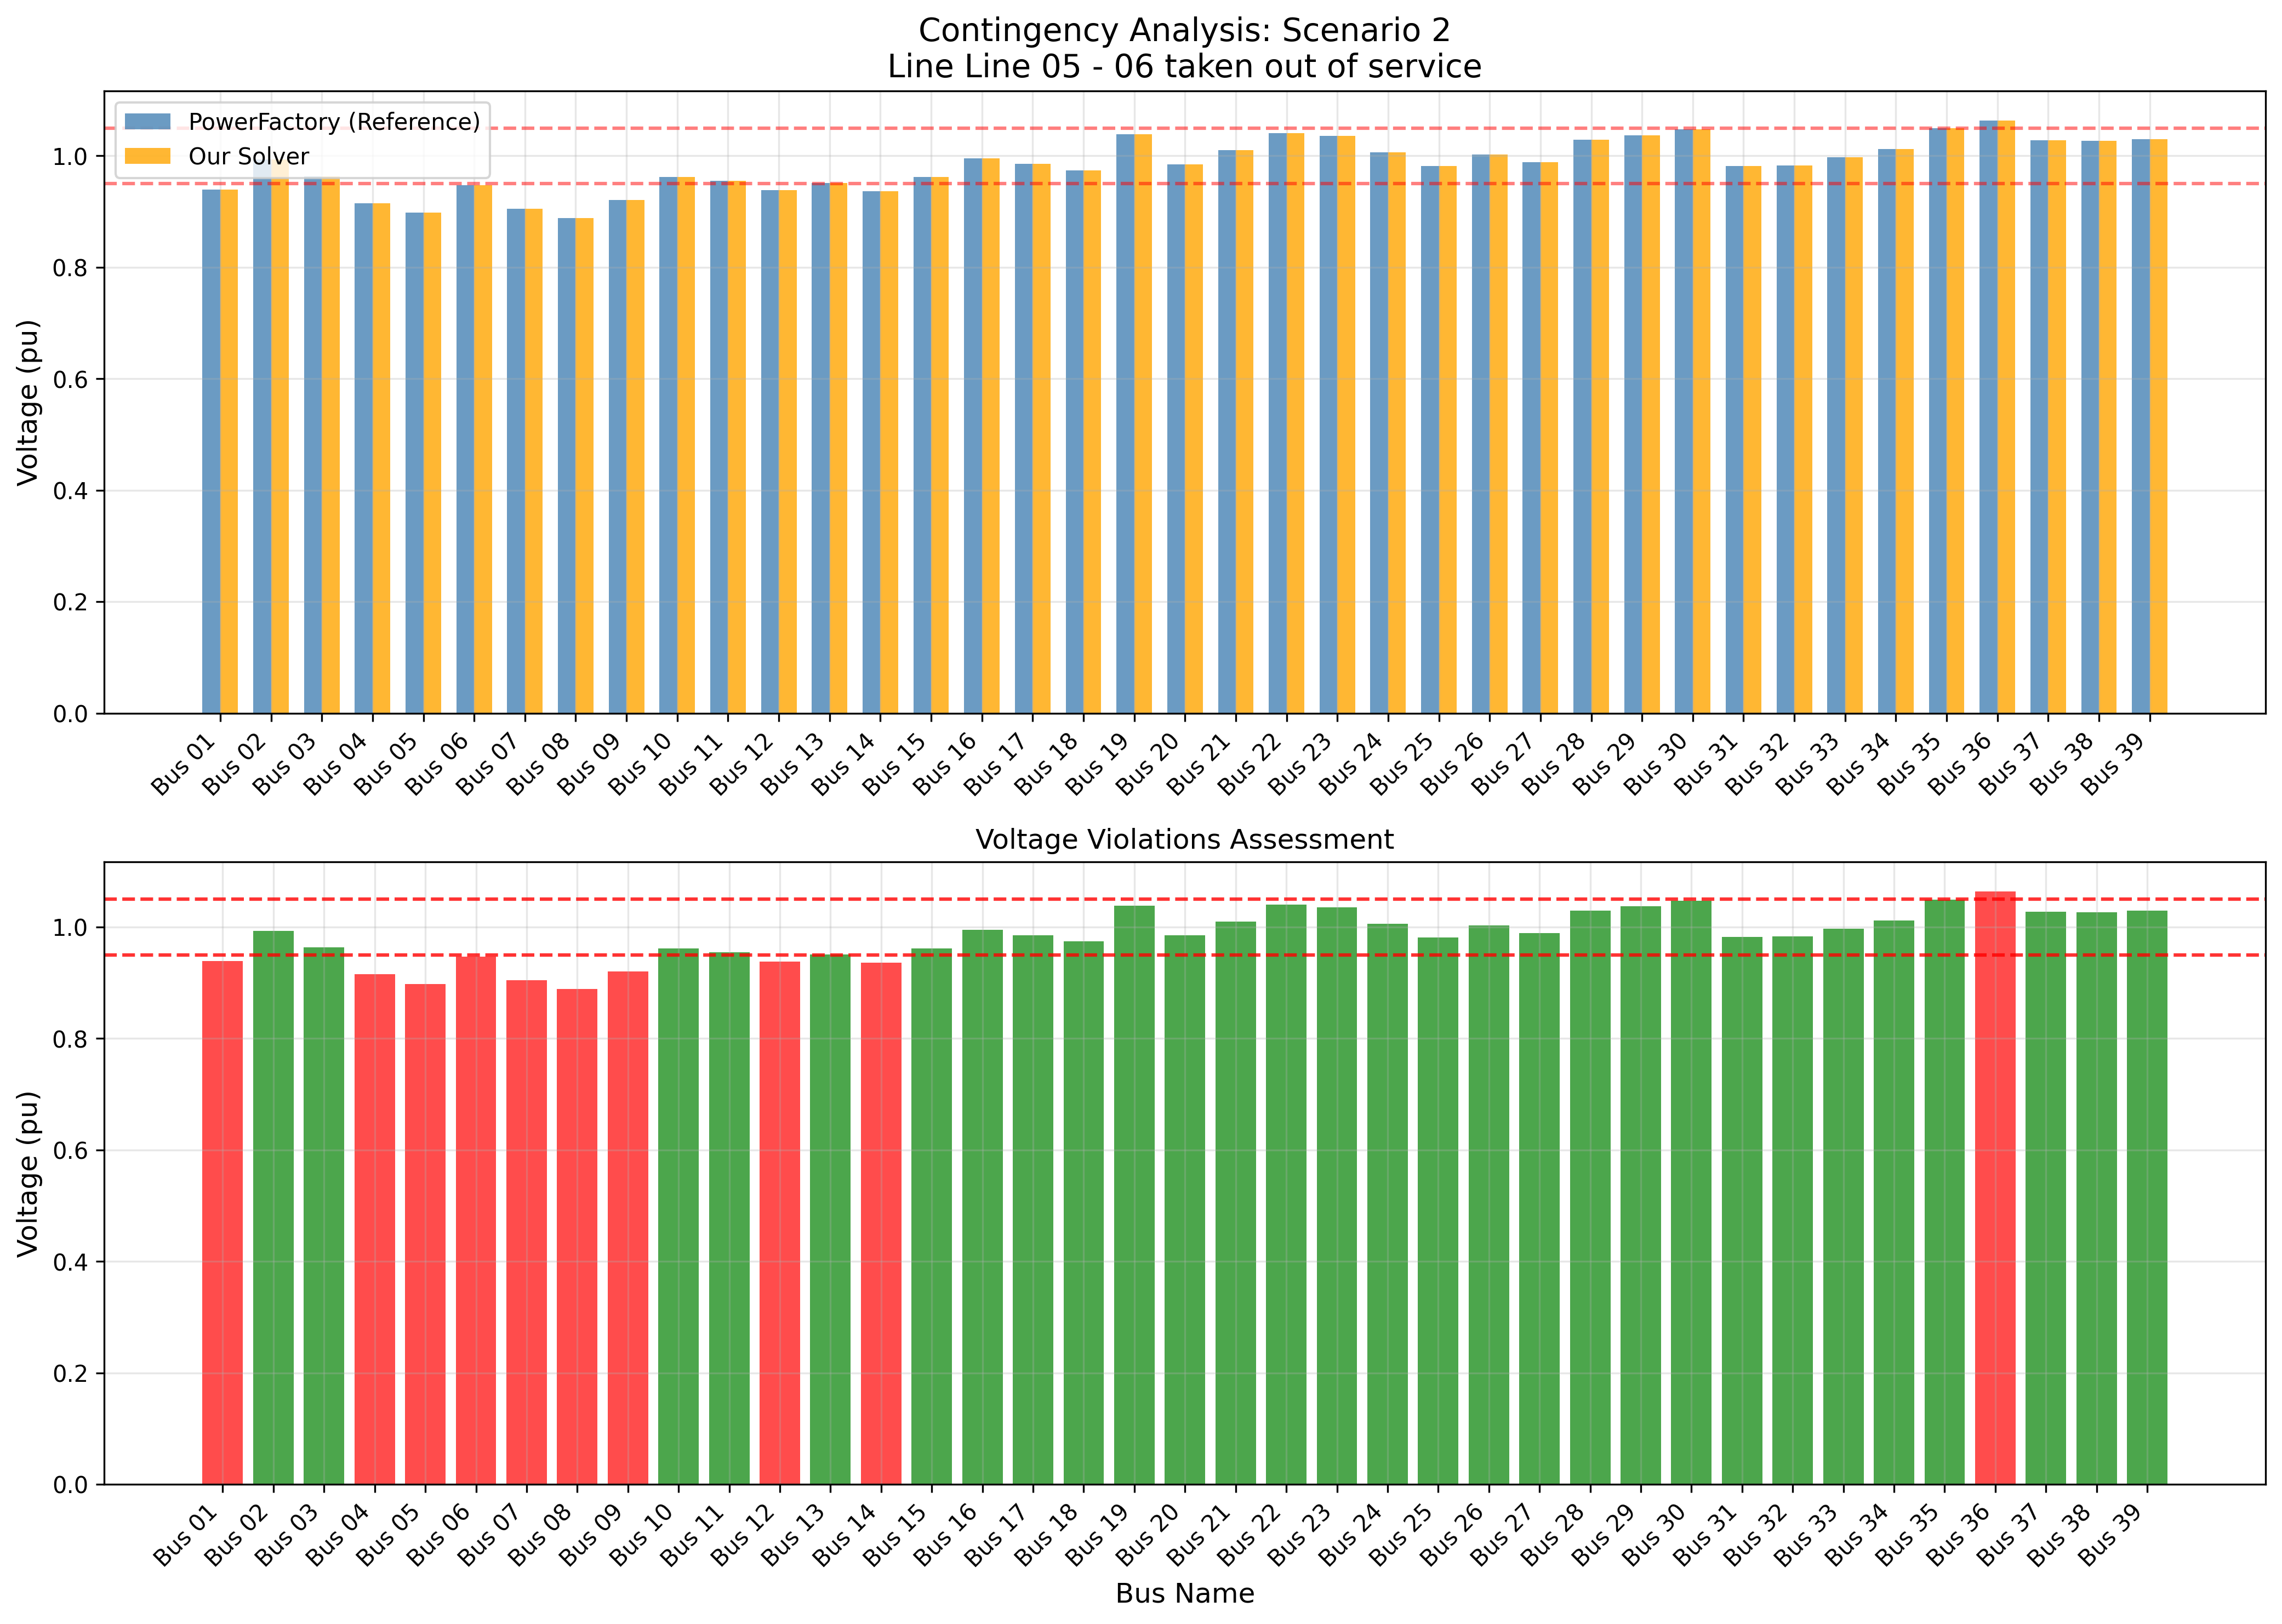 Contingency Analysis: Scenario 2
Line Line 05 - 06 taken out of service
PowerFactory (Reference)
Our Solver
Voltage (pu)
1.0
0.8
0.6
0.4
0.2
0.0
Bus 01
Bus 02
Bus 03
Bus 04
Bus 05
Bus 06
Bus 07
Bus 08
Bus 09
Bus 10
Bus 11
Bus 12
Bus 13
Bus 14
Bus 15
Bus 16
Bus 17
Bus 18
Bus 19
Bus 20
Bus 21
Bus 22
Bus 23
Bus 24
Bus 25
Bus 26
Bus 27
Bus 28
Bus 29
Bus 30
Bus 31
Bus 32
Bus 33
Bus 34
Bus 35
Bus 36
Bus 37
Bus 38
Bus 39
Voltage Violations Assessment
Voltage (pu)
1.0
0.8
0.6
0.4
0.2
0.0
Bus 01
Bus 02
Bus 03
Bus 04
Bus 05
Bus 06
Bus 07
Bus 08
Bus 09
Bus 10
Bus 11
Bus 12
Bus 13
Bus 14
Bus 15
Bus 16
Bus 17
Bus 18
Bus 19
Bus 20
Bus 21
Bus 22
Bus 23
Bus 24
Bus 25
Bus 26
Bus 27
Bus 28
Bus 29
Bus 30
Bus 31
Bus 32
Bus 33
Bus 34
Bus 35
Bus 36
Bus 37
Bus 38
Bus 39
Bus Name